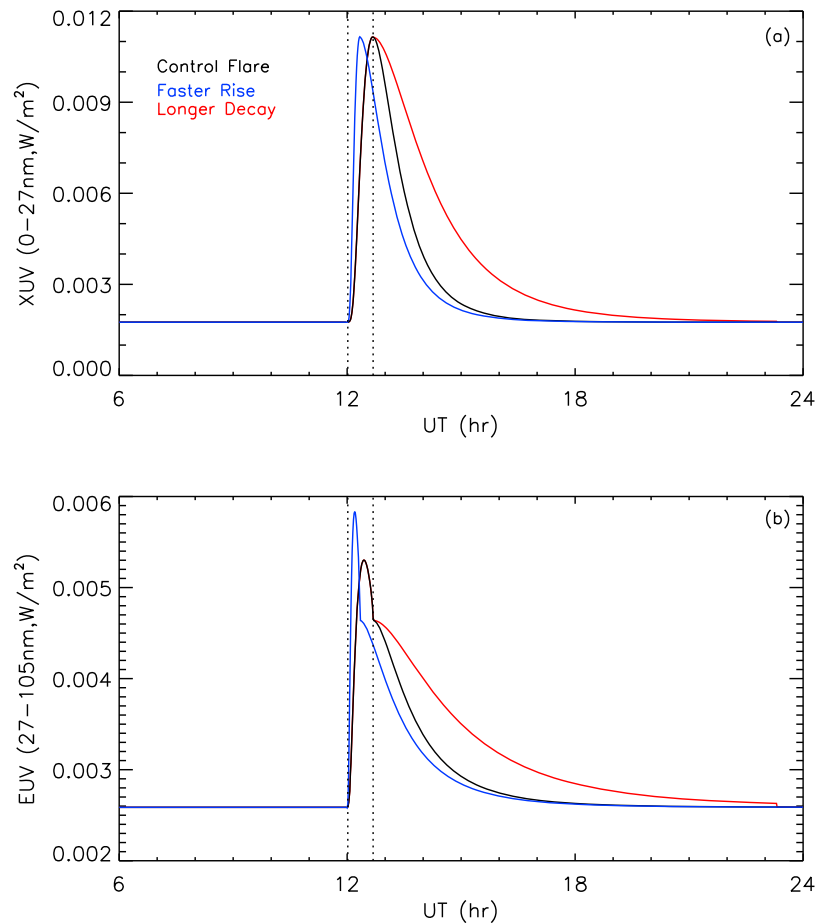 0.012
0.009
0.006
0.003
0.000
XUV (0−27nm,W/m²)
(a)
Control Flare
Faster Rise
Longer Decay
6
12
18
24
UT (hr)
0.006
0.005
0.004
0.003
0.002
EUV (27−105nm,W/m²)
(b)
6
12
18
24
UT (hr)